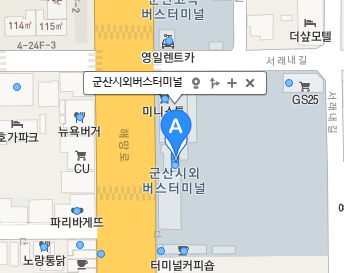 버스터미널
114㎡ 115㎡
4-24F-3
영일렌트카
더샾모텔
서래내길
군산시외버스터미널
미니스톱
GS25
서래내길
뉴욕버거
해망로
호가파크
A
CU
군산시외
버스터미널
파리바게뜨
노랑통닭
터미널커피숍